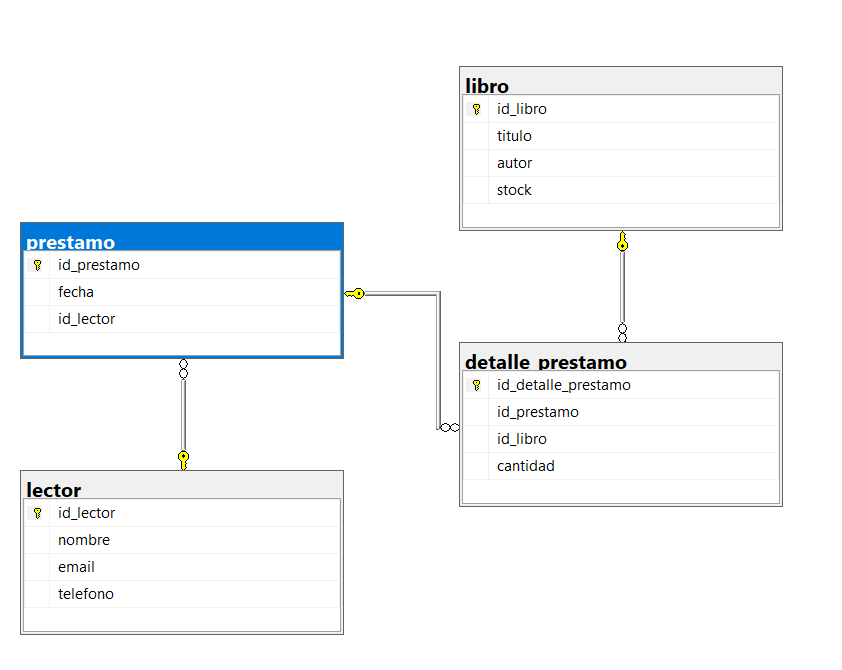 libro
id_libro
titulo
autor
stock
prestamo
id_prestamo
fecha
id_lector
detalle_prestamo
id_detalle_prestamo
id_prestamo
id_libro
cantidad
lector
id_lector
nombre
email
telefono